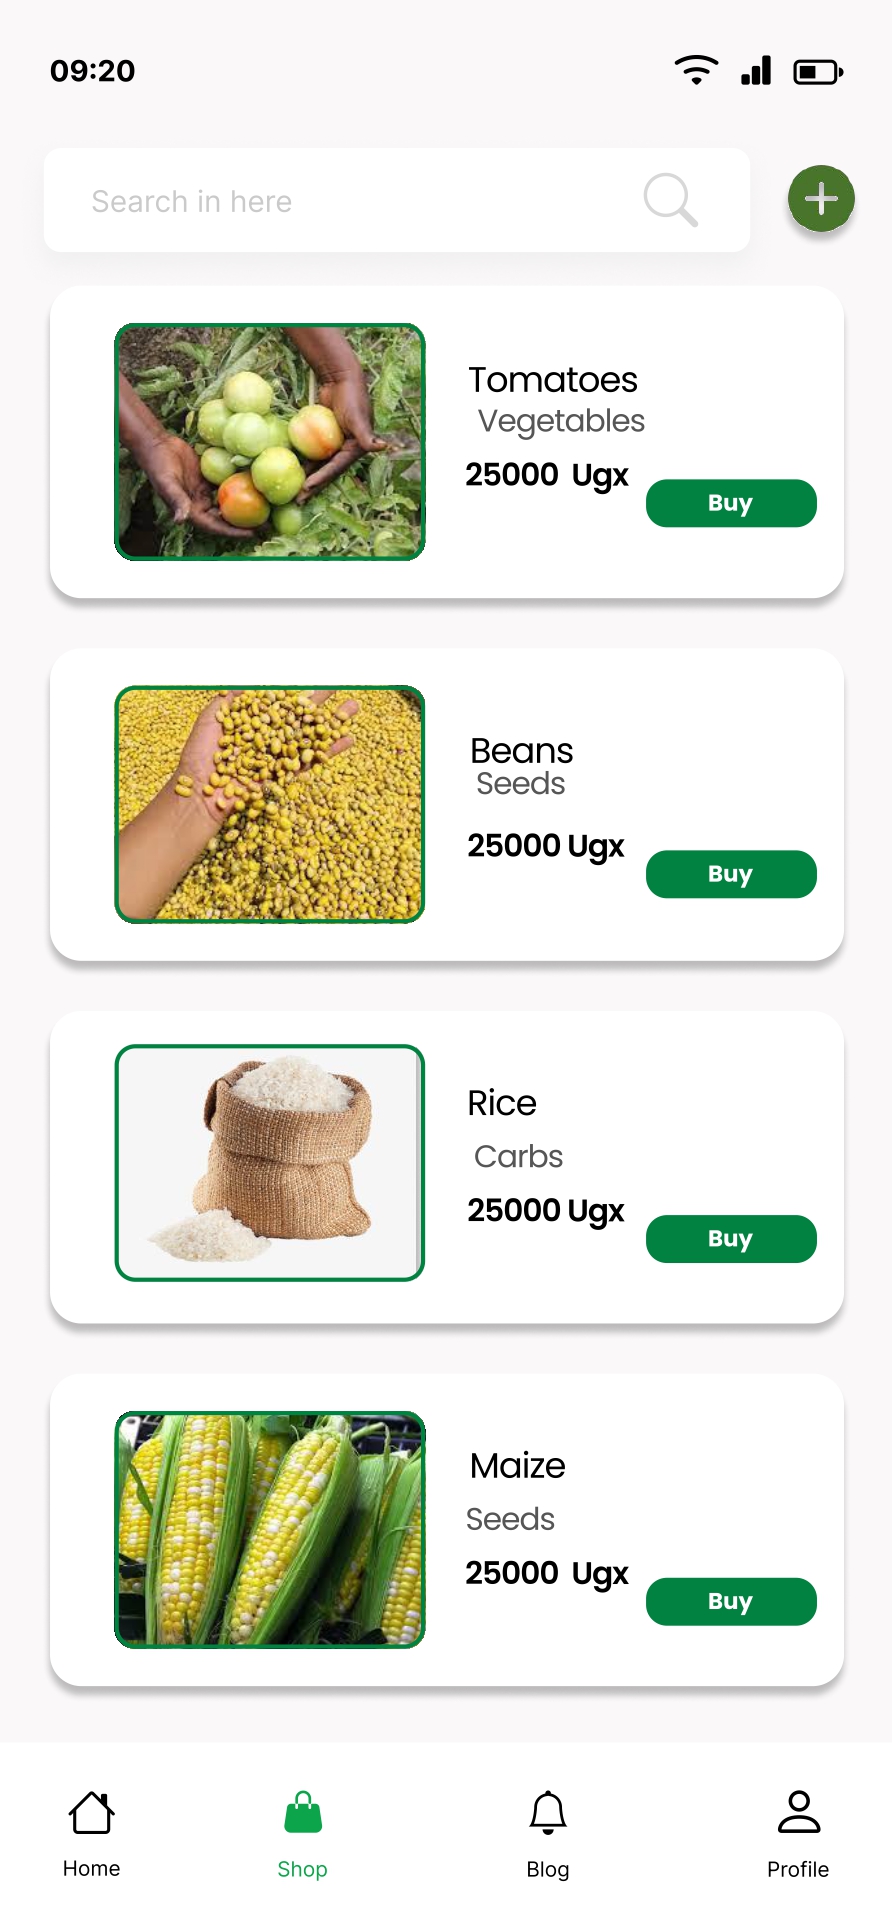 09:20
Search in here
Tomatoes
Vegetables
25000 Ugx
Buy
Beans
Seeds
25000 Ugx
Buy
Rice
Carbs
25000 Ugx
Buy
Maize
Seeds
25000 Ugx
Buy
Home
Shop
Blog
Profile